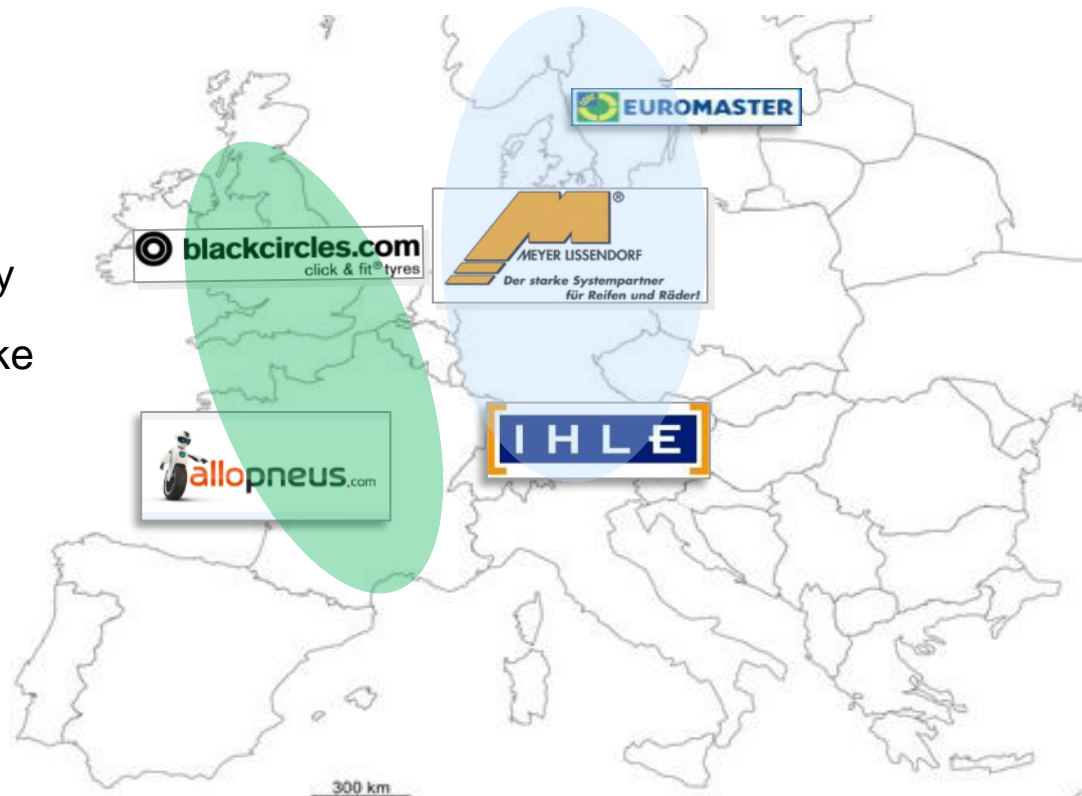 EUROMASTER
®
MEYER LISSENDORF
Der starke Systempartner
für Reifen und Räder!
blackcircles.com
click & fit® tyres
y
ke
IHLE
allopneus.com
300 km